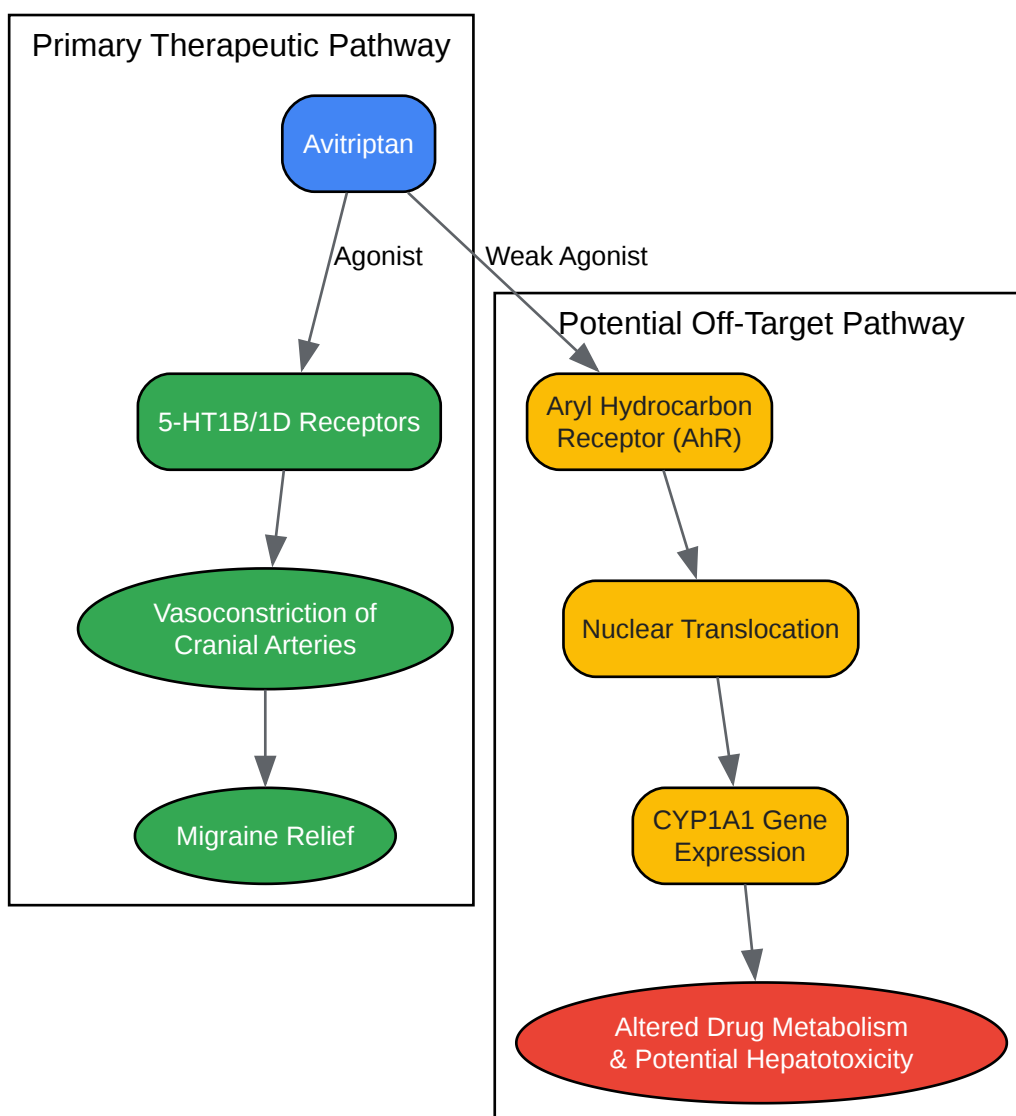 Primary Therapeutic Pathway
Avitriptan
Agonist
Weak Agonist
Potential Off-Target Pathway
5-HT1B/1D Receptors
Aryl Hydrocarbon
Receptor (AhR)
Vasoconstriction of
Cranial Arteries
Nuclear Translocation
Migraine Relief
CYP1A1 Gene
Expression
Altered Drug Metabolism
& Potential Hepatotoxicity